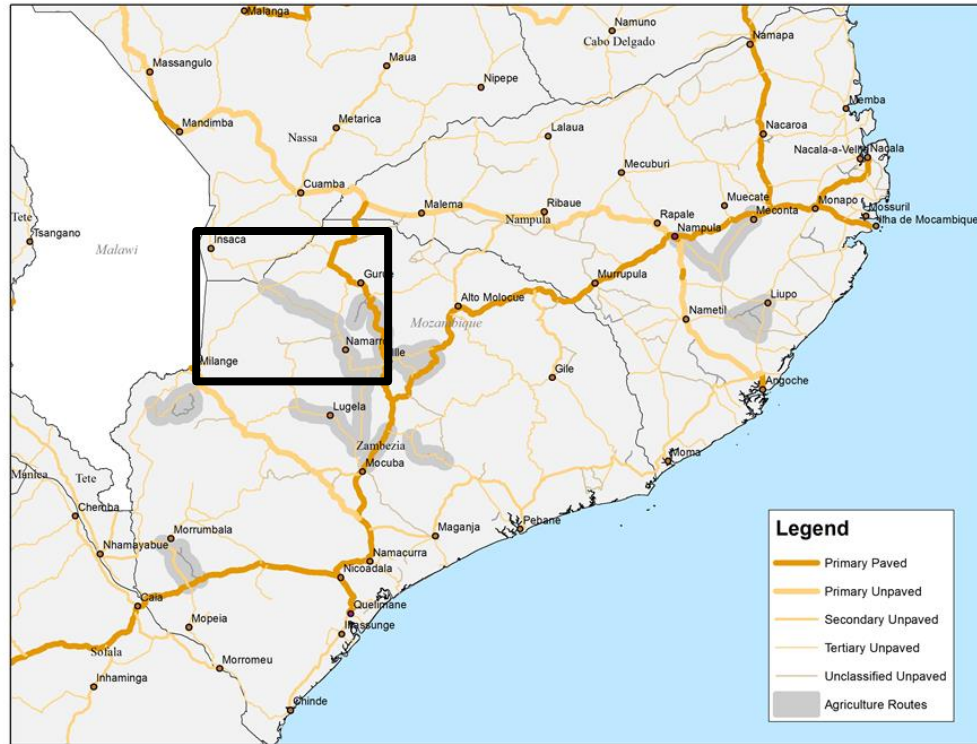 Malanga
Namuno
Cabo Delgado
Namapa
Massangulo
Maua
Nipepe
Memba
Mandimba
Metarica
Nassa
Lalaua
Nacaroa
Nacala-a-Velha
Nacala
Mecuburi
Cuamba
Muecate
Malema
Ribaue
Nampula
Rapale
Meconta
Monapo
Mossuril
Ilha de Mocambique
Tete
Tsangano
Malawi
Insaca
Nampula
Gurue
Murrupula
Alto Molocue
Liupo
Mozambique
Nametil
Namarr
Ille
Milange
Gile
Angoche
Lugela
Zambezia
Mocuba
Moma
Manica
Tete
Chemba
Maganja
Pebane
Morrumbala
Nhamayabue
Namacurra
Nicoadala
Caia
Quelimane
Mopeia
Sofala
Morromeu
Inhaminga
Chinde
Legend
Primary Paved
Primary Unpaved
Secondary Unpaved
Tertiary Unpaved
Unclassified Unpaved
Agriculture Routes